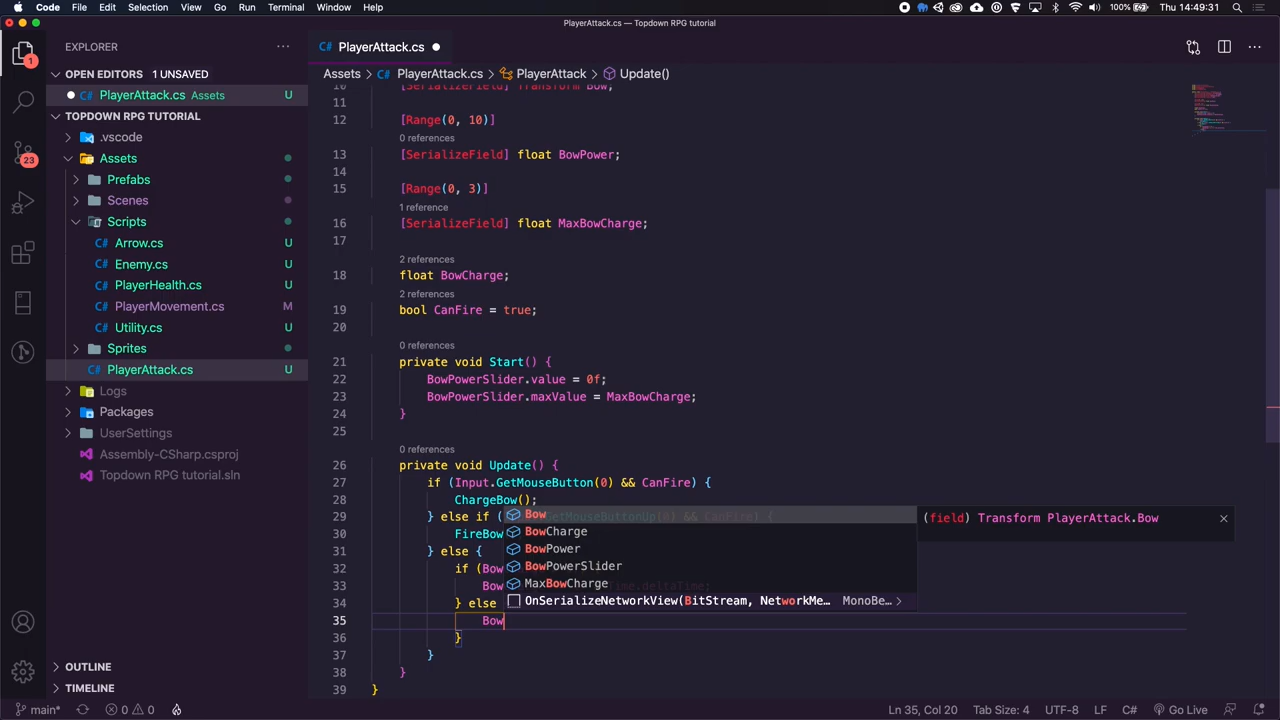 Code File Edit Selection View Go Run Terminal Window Help 100% Thu 14:49:31
PlayerAttack.cs — Topdown RPG tutorial
EXPLORER
OPEN EDITORS 1 UNSAVED
PlayerAttack.cs Assets U
TOPDOWN RPG TUTORIAL
.vscode
Assets
Prefabs
Scenes
Scripts
C# Arrow.cs U
C# Enemy.cs U
C# PlayerHealth.cs U
C# PlayerMovement.cs M
C# Utility.cs U
Sprites
C# PlayerAttack.cs U
Logs
Packages
UserSettings
Assembly-CSharp.csproj
Topdown RPG tutorial.sln
OUTLINE
TIMELINE
1
23
C# PlayerAttack.cs
Assets > C# PlayerAttack.cs > PlayerAttack > Update()
10 [SerializeField] Transform Bow;
11
12 [Range(0, 10)]
0 references
13 [SerializeField] float BowPower;
14
15 [Range(0, 3)]
1 reference
16 [SerializeField] float MaxBowCharge;
17
2 references
18 float BowCharge;
2 references
19 bool CanFire = true;
20
0 references
21 private void Start() {
22 BowPowerSlider.value = 0f;
23 BowPowerSlider.maxValue = MaxBowCharge;
24 }
25
0 references
26 private void Update() {
27 if (Input.GetMouseButton(0) && CanFire) {
28 ChargeBow();
29 } else if (
30 FireBow
31 } else {
32 if (Bow
33 Bow
34 } else
35 Bow
36 }
37 }
38 }
39 }
Bow
BowCharge
BowPower
BowPowerSlider
MaxBowCharge
OnSerializeNetworkView(BitStream, NetworkMe… MonoBe… >
(field) Transform PlayerAttack.Bow
main* 0 0 Ln 35, Col 20 Tab Size: 4 UTF-8 LF C# Go Live